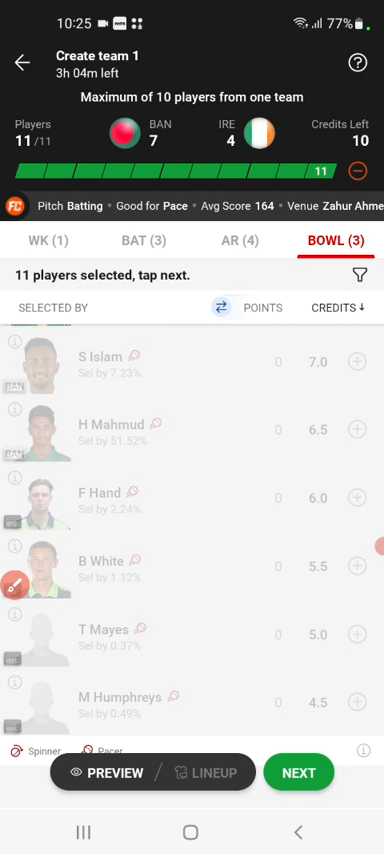 10:25 77%
Create team 1
3h 04m left
Maximum of 10 players from one team
Players BAN IRE Credits Left
11/11 7 4 10
11
FC Pitch Batting • Good for Pace • Avg Score 164 • Venue Zahur Ahme
WK (1) BAT (3) AR (4) BOWL (3)
11 players selected, tap next.
SELECTED BY POINTS CREDITS
S Islam 0 7.0
Sel by 7.23%
BAN
H Mahmud 0 6.5
Sel by 51.52%
BAN
F Hand 0 6.0
Sel by 2.24%
B White 0 5.5
Sel by 1.12%
T Mayes 0 5.0
Sel by 0.37%
M Humphreys 0 4.5
Sel by 0.49%
Spinner Pacer
PREVIEW / LINEUP NEXT